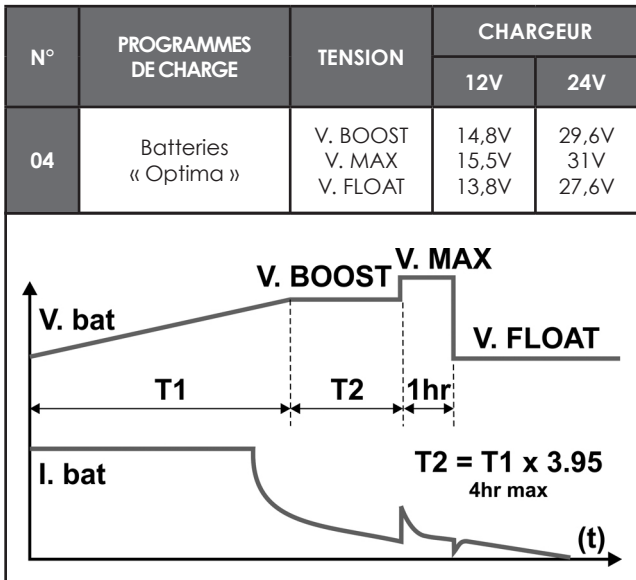 N°
PROGRAMMES
DE CHARGE
TENSION
CHARGEUR
12V
24V
04
Batteries
« Optima »
V. BOOST
V. MAX
V. FLOAT
14,8V
15,5V
13,8V
29,6V
31V
27,6V
V. MAX
V. BOOST
V. bat
V. FLOAT
T1
T2
1hr
I. bat
T2 = T1 x 3.95
4hr max
(t)